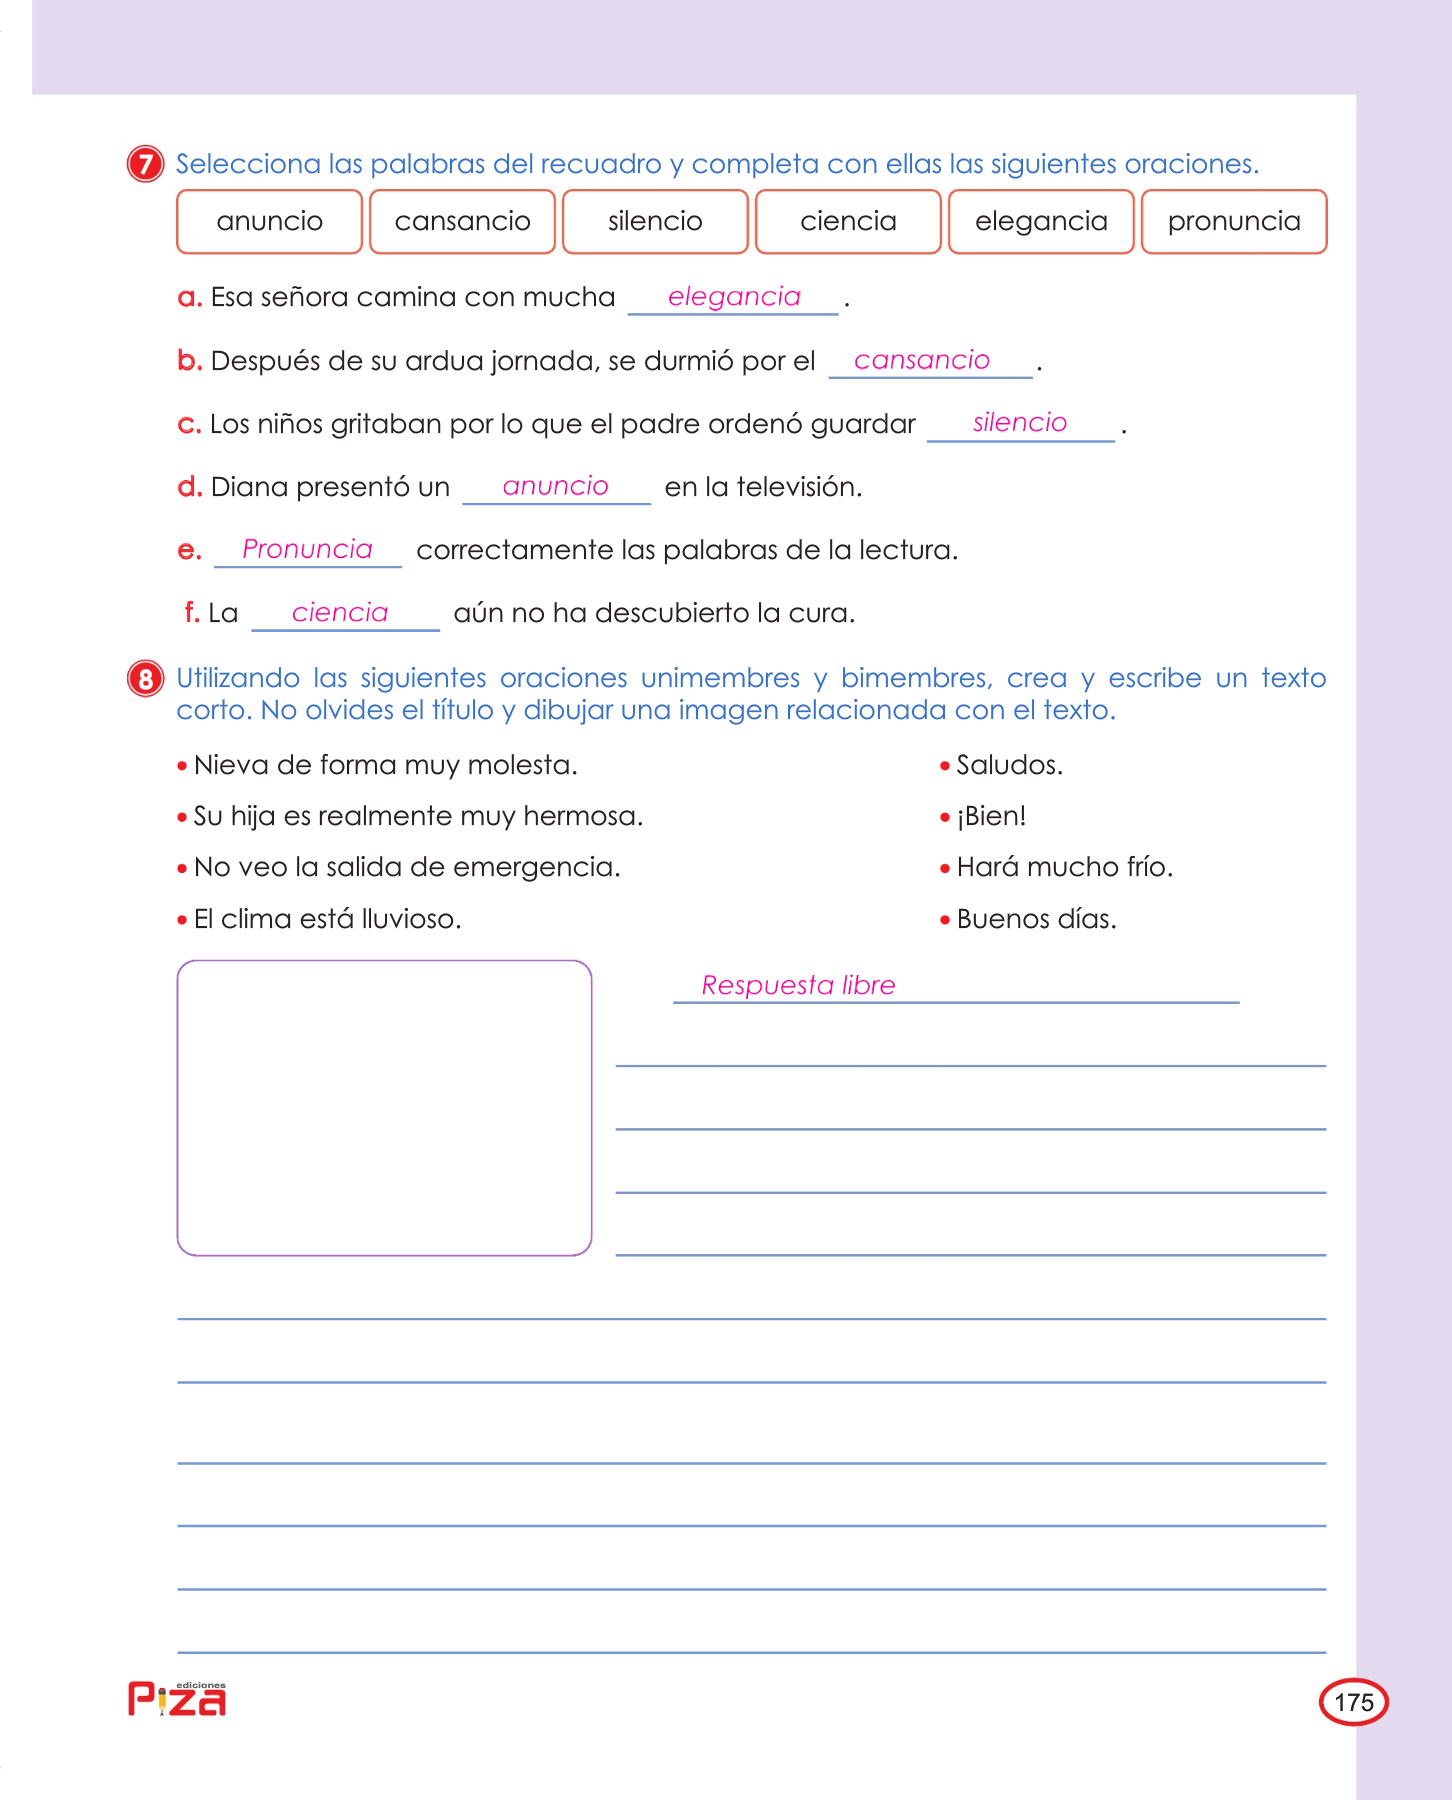 7 Selecciona las palabras del recuadro y completa con ellas las siguientes oraciones.
anuncio cansancio silencio ciencia elegancia pronuncia
a. Esa señora camina con mucha elegancia.
b. Después de su ardua jornada, se durmió por el cansancio.
c. Los niños gritaban por lo que el padre ordenó guardar silencio.
d. Diana presentó un anuncio en la televisión.
e. Pronuncia correctamente las palabras de la lectura.
f. La ciencia aún no ha descubierto la cura.
8 Utilizando las siguientes oraciones unimembres y bimembres, crea y escribe un texto
corto. No olvides el título y dibujar una imagen relacionada con el texto.
• Nieva de forma muy molesta.
• Su hija es realmente muy hermosa.
• No veo la salida de emergencia.
• El clima está lluvioso.
• Saludos.
• ¡Bien!
• Hará mucho frío.
• Buenos días.
Respuesta libre
ediciones
Piza
175